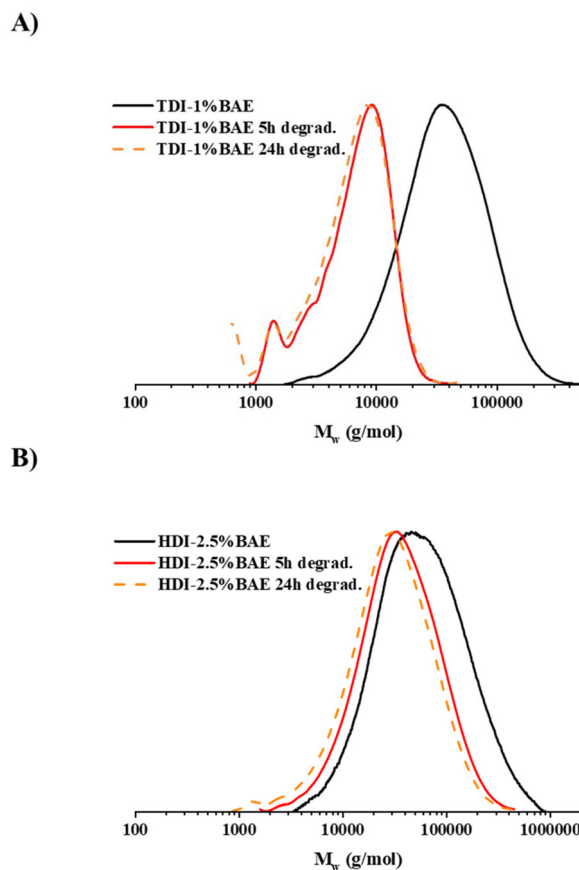 A)
TDI-1%BAE
TDI-1%BAE 5h degrad.
TDI-1%BAE 24h degrad.
100 1000 10000 100000
Mw (g/mol)
B)
HDI-2.5%BAE
HDI-2.5%BAE 5h degrad.
HDI-2.5%BAE 24h degrad.
100 1000 10000 100000 1000000
Mw (g/mol)